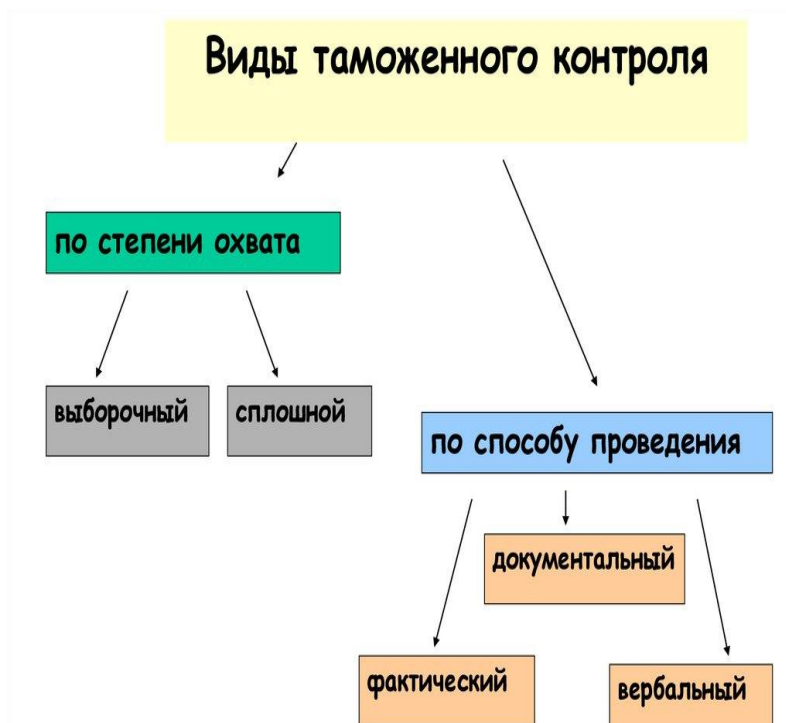 Виды таможенного контроля
по степени охвата
выборочный
сплошной
по способу проведения
документальный
фактический
вербальный